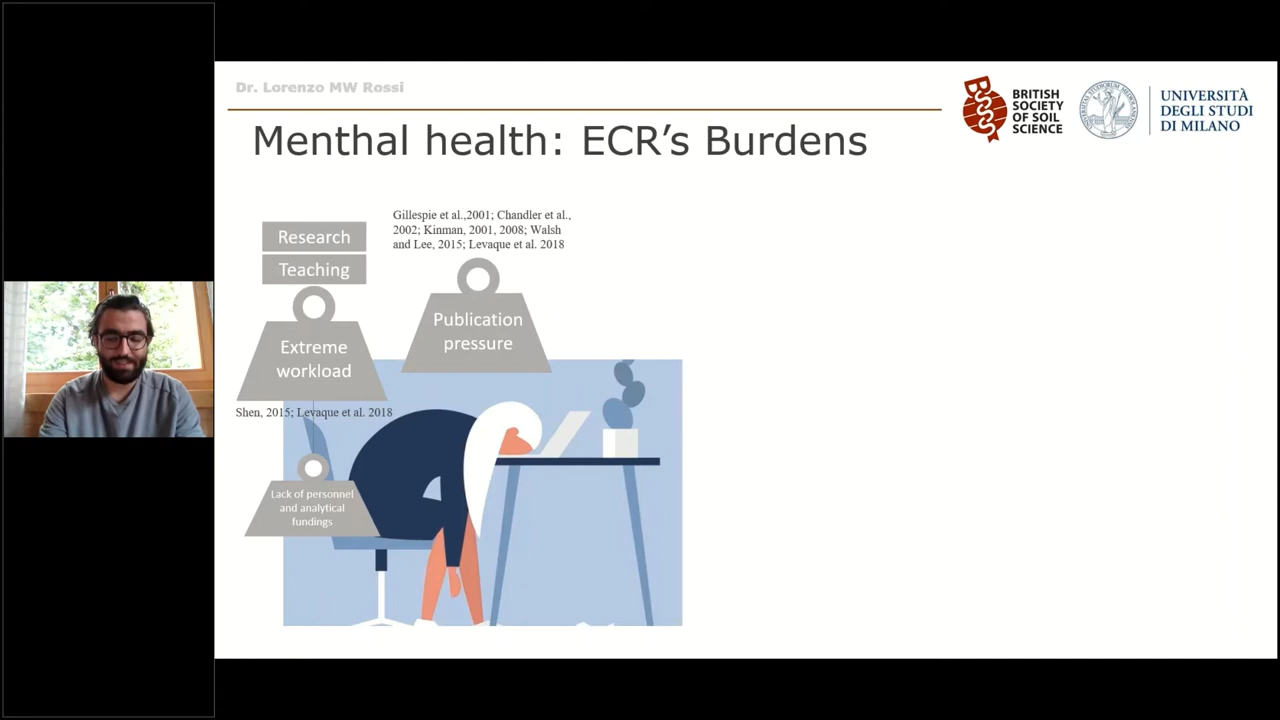 Dr. Lorenzo MW Rossi
BRITISH
SOCIETY
OF SOIL
SCIENCE
UNIVERSITÀ
DEGLI STUDI
DI MILANO
Menthal health: ECR's Burdens
Research
Teaching
Extreme
workload
Shen, 2015; Levaque et al. 2018
Lack of personnel
and analytical
fundings
Gillespie et al.,2001; Chandler et al.,
2002; Kinman, 2001, 2008; Walsh
and Lee, 2015; Levaque et al. 2018
Publication
pressure